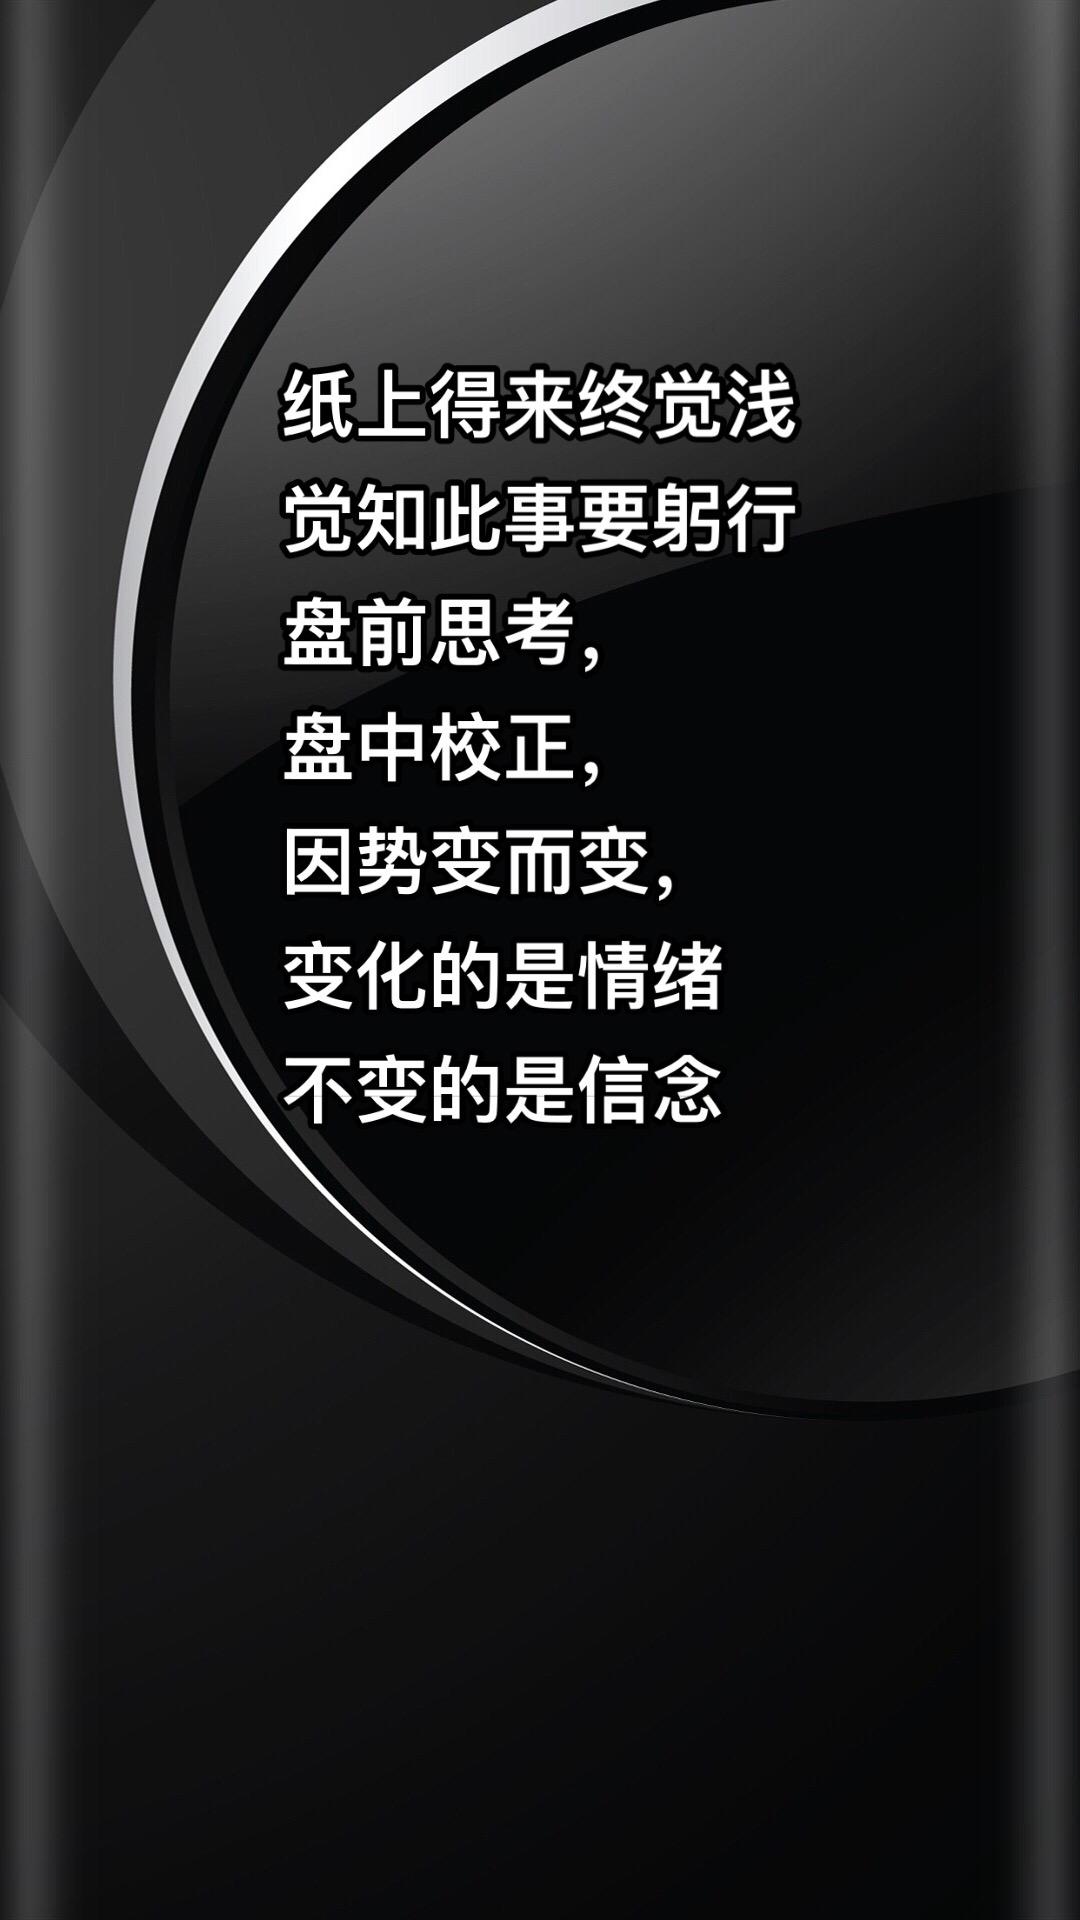 纸上得来终觉浅
觉知此事要躬行
盘前思考，
盘中校正，
因势变而变，
变化的是情绪
不变的是信念